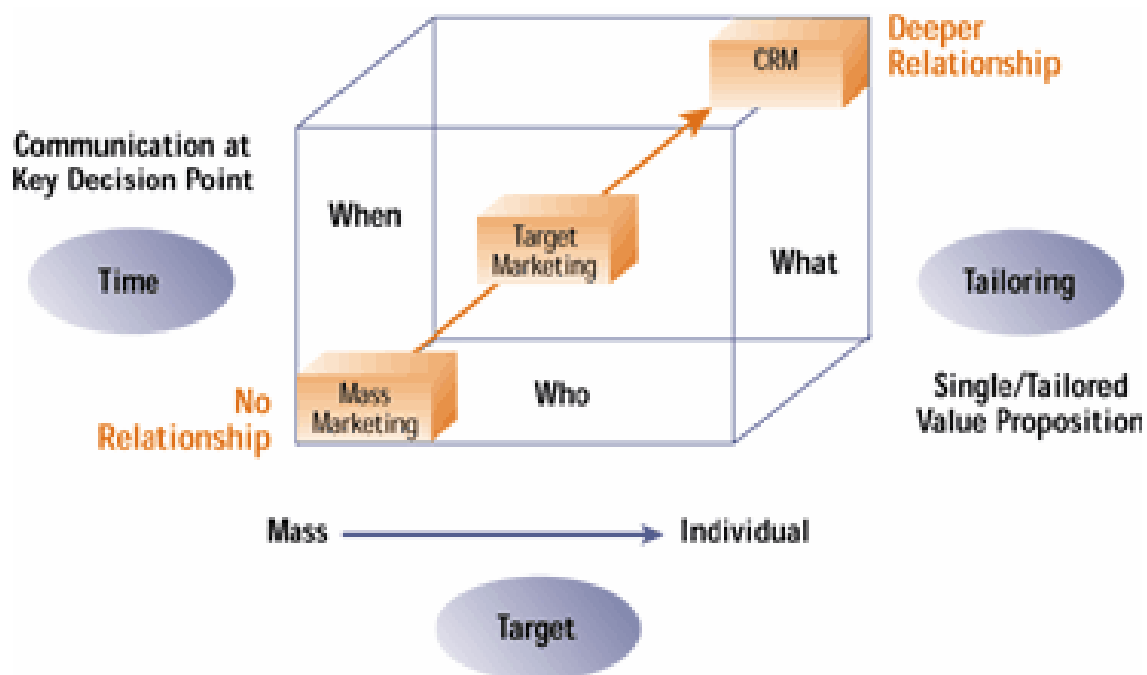 Deeper
Relationship
CRM
Communication at
Key Decision Point
When
Target
Marketing
What
Time
Tailoring
No
Relationship
Mass
Marketing
Who
Single/Tailored
Value Proposition
Mass
Individual
Target